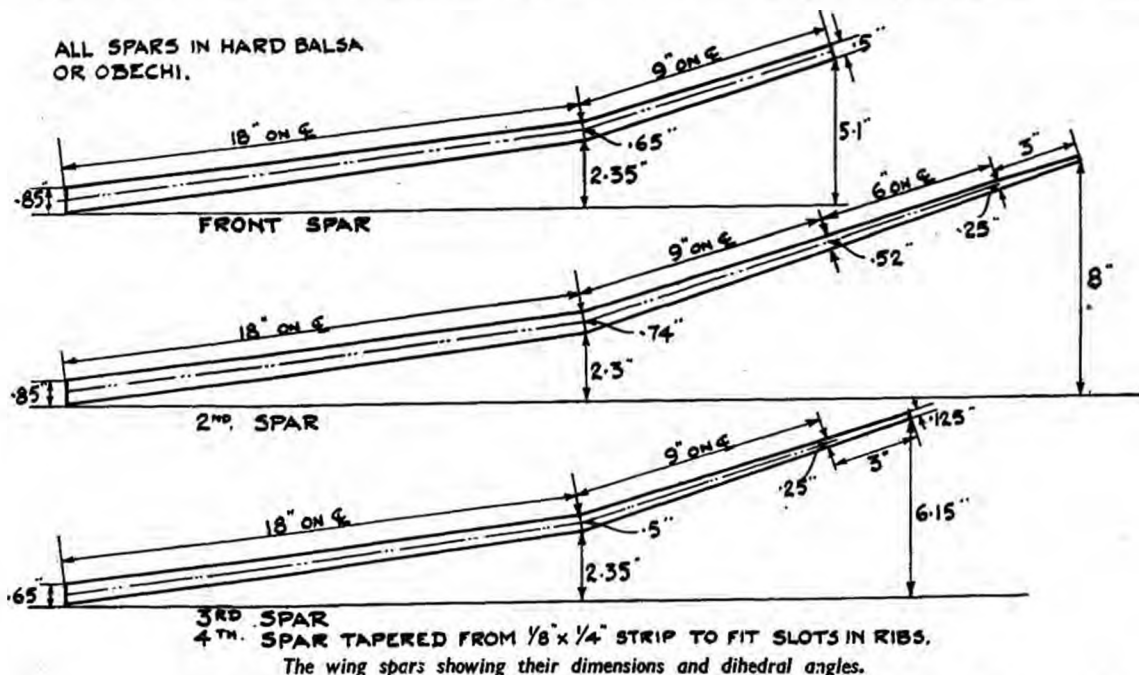 ALL SPARS IN HARD BALSA
OR OBECHI.
9" ON ℄
.5"
18" ON ℄
.65"
5.1"
.85"
2.35"
FRONT SPAR
3"
6" ON ℄
9" ON ℄
.25"
.52"
18" ON ℄
.74"
8"
.85"
2.3"
2ND. SPAR
9" ON ℄
.125"
3"
.25"
18" ON ℄
.5"
6.15"
.65"
2.35"
3RD SPAR
4TH. SPAR TAPERED FROM 1/8" x 1/4" STRIP TO FIT SLOTS IN RIBS.
The wing spars showing their dimensions and dihedral angles.